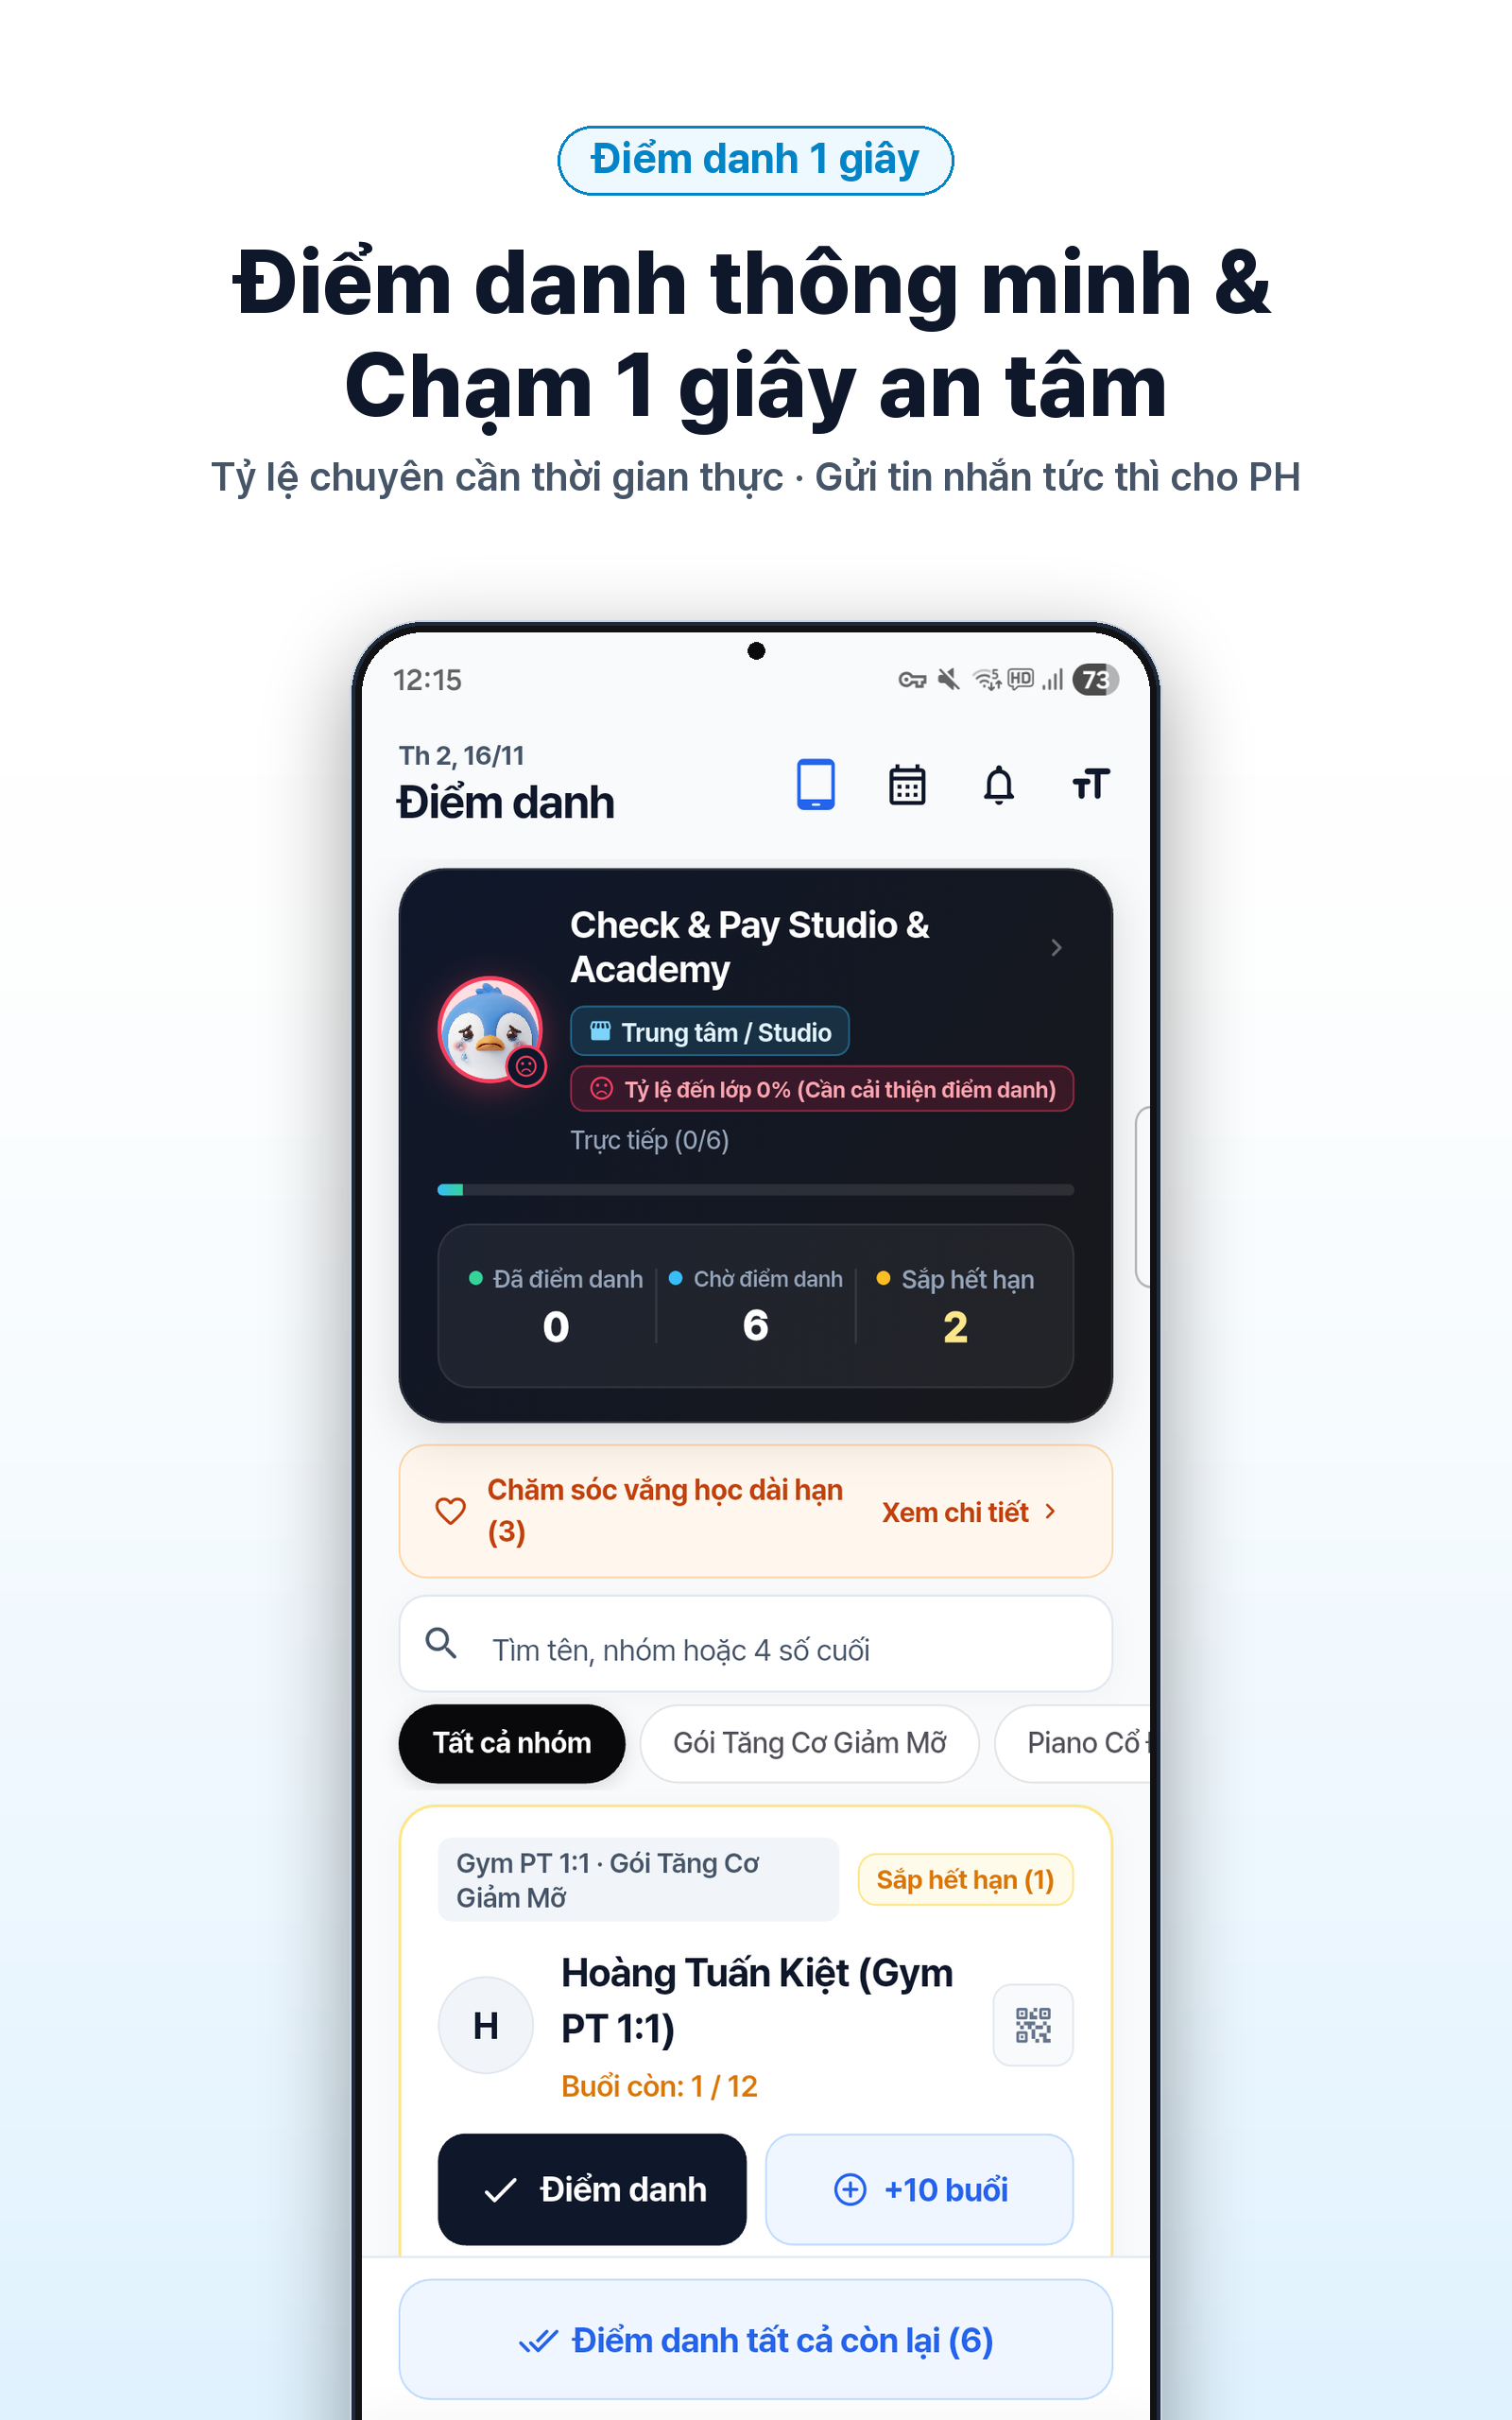 Điểm danh 1 giây
Điểm danh thông minh &
Chạm 1 giây an tâm
Tỷ lệ chuyên cần thời gian thực · Gửi tin nhắn tức thì cho PH
12:15
5
HD
73
Th 2, 16/11
Điểm danh
Check & Pay Studio &
Academy
Trung tâm / Studio
Tỷ lệ đến lớp 0% (Cần cải thiện điểm danh)
Trực tiếp (0/6)
Đã điểm danh
Chờ điểm danh
Sắp hết hạn
0
6
2
Chăm sóc vắng học dài hạn
(3)
Xem chi tiết
Tìm tên, nhóm hoặc 4 số cuối
Tất cả nhóm
Gói Tăng Cơ Giảm Mỡ
Piano Cổ
Gym PT 1:1 · Gói Tăng Cơ
Giảm Mỡ
Sắp hết hạn (1)
H
Hoàng Tuấn Kiệt (Gym
PT 1:1)
Buổi còn: 1 / 12
Điểm danh
+10 buổi
Điểm danh tất cả còn lại (6)